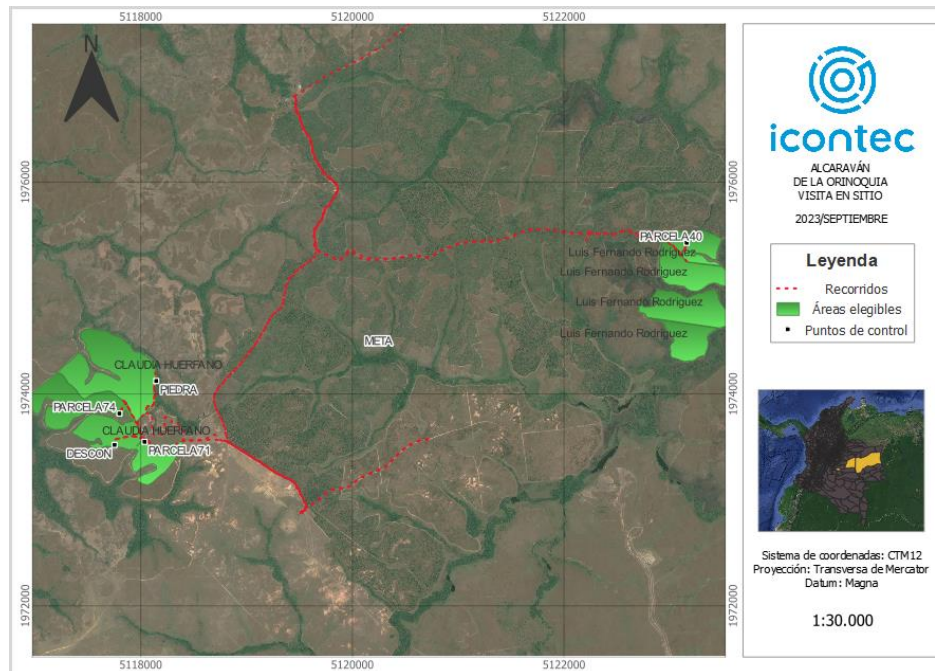 5118000
5120000
5122000
N
1976000
1976000
PARCELA40
Luis Fernando Rodriguez
Luis Fernando Rodriguez
Luis Fernando Rodriguez
Luis Fernando Rodriguez
META
CLAUDIA HUERFANO
PIEDRA
1974000
1974000
PARCELA74
CLAUDIA HUERFANO
DESCON
PARCELA71
1972000
1972000
5118000
5120000
5122000
icontec
ALCARAVÁN
DE LA ORINOQUIA
VISITA EN SITIO
2023/SEPTIEMBRE
Leyenda
Recorridos
Áreas elegibles
Puntos de control
Sistema de coordenadas: CTM12
Proyección: Transversa de Mercator
Datum: Magna
1:30.000